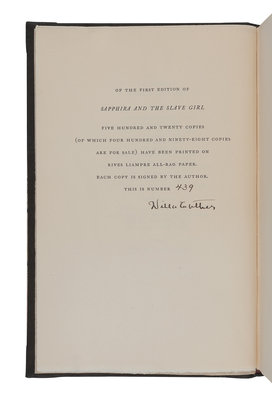 OF THE FIRST EDITION OF
SAPPHIRA AND THE SLAVE GIRL
FIVE HUNDRED AND TWENTY COPIES
(OF WHICH FOUR HUNDRED AND NINETY-EIGHT COPIES
ARE FOR SALE) HAVE BEEN PRINTED ON
RIVES LIAMPRE ALL-RAG PAPER.
EACH COPY IS SIGNED BY THE AUTHOR.
THIS IS NUMBER 439
Willa Cather